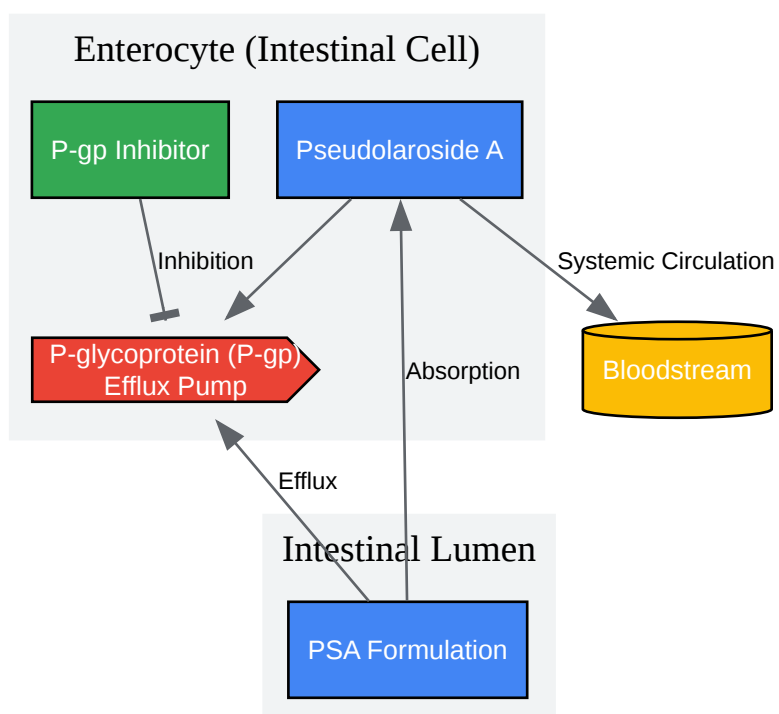 Enterocyte (Intestinal Cell)
P-gp Inhibitor
Pseudolaroside A
Inhibition
Systemic Circulation
P-glycoprotein (P-gp)
Efflux Pump
Absorption
Bloodstream
Efflux
Intestinal Lumen
PSA Formulation